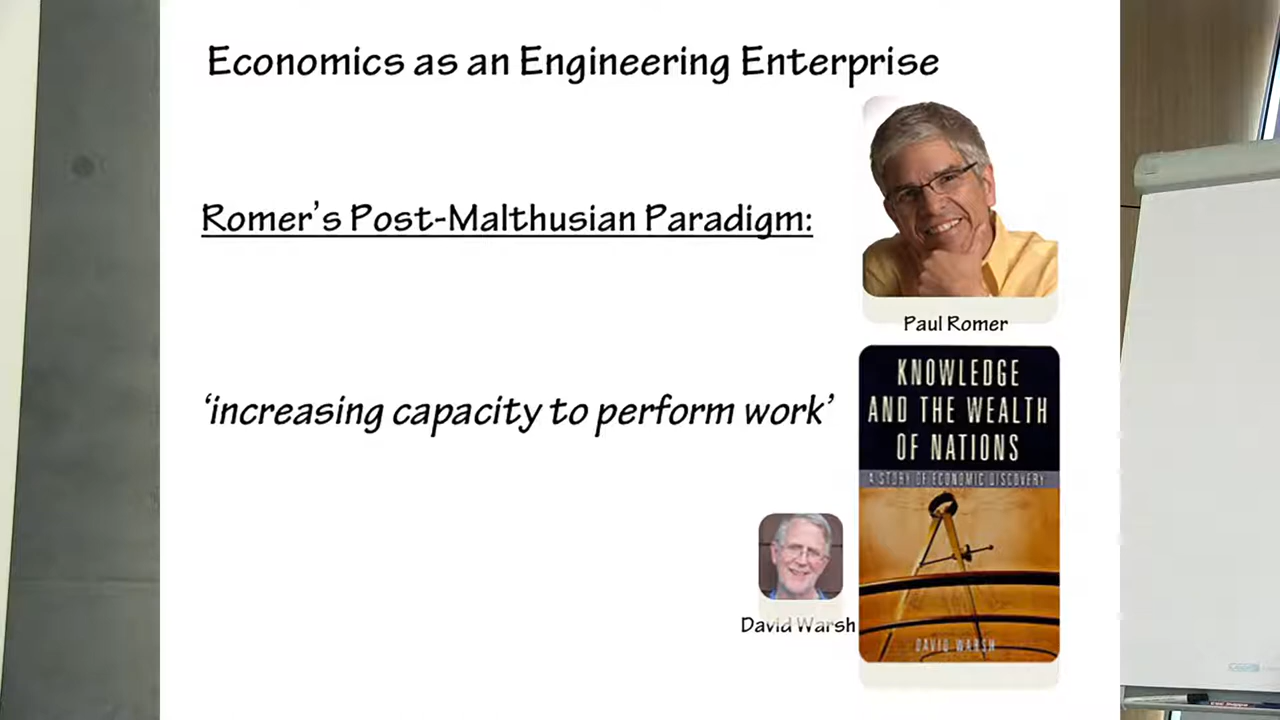 Economics as an Engineering Enterprise
Romer's Post-Malthusian Paradigm:
Paul Romer
'increasing capacity to perform work'
KNOWLEDGE
AND THE WEALTH
OF NATIONS
A STORY OF ECONOMIC DISCOVERY
David Warsh
DAVID WARSH